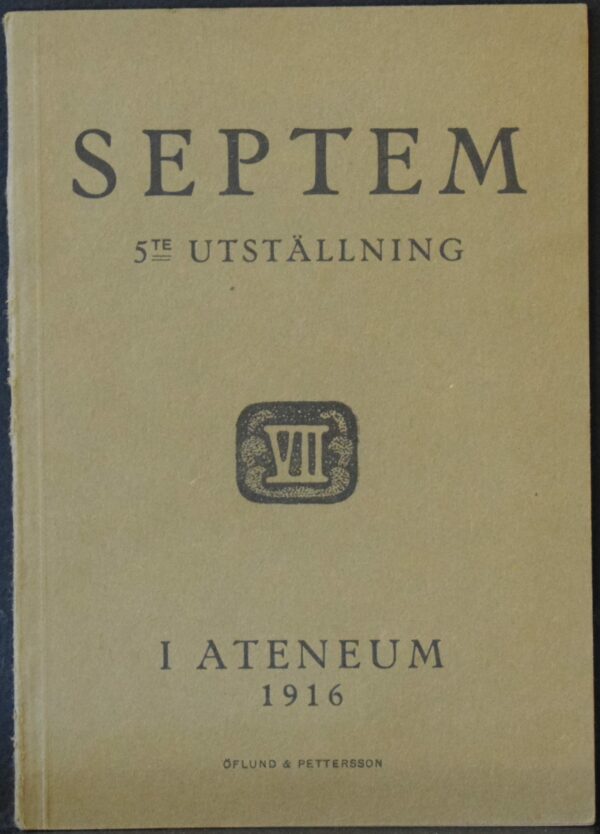 SEPTEM
5TE UTSTÄLLNING
VII
I ATENEUM
1916
ÖFLUND & PETTERSSON